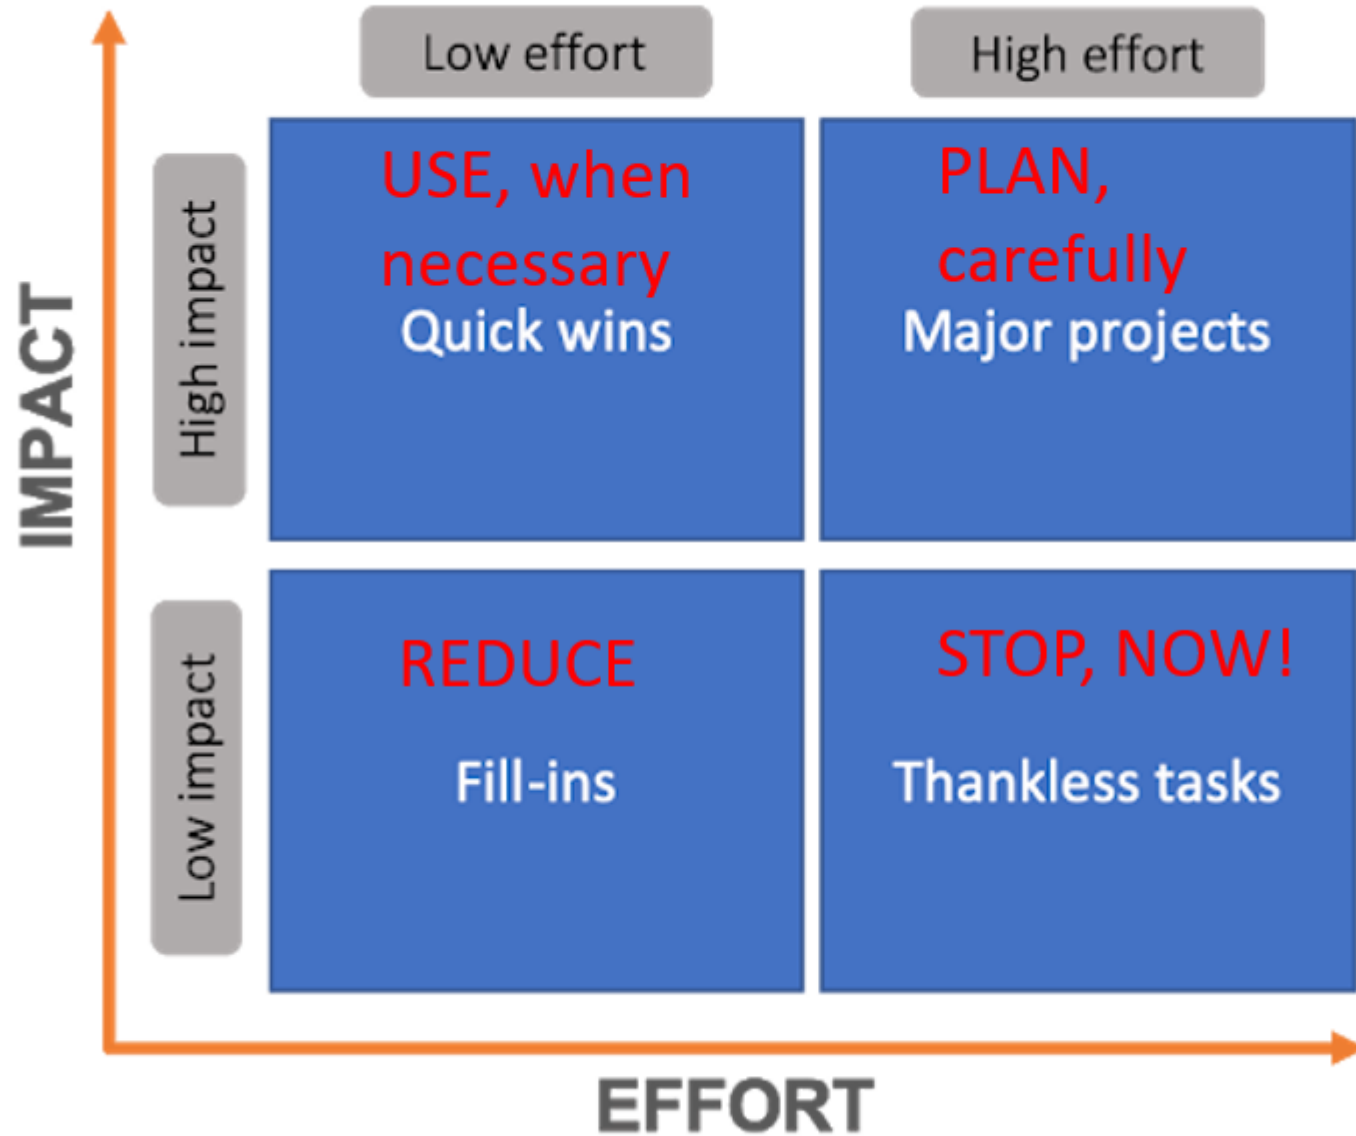 Low effort
High effort
IMPACT
High impact
USE, when
necessary
Quick wins
PLAN,
carefully
Major projects
Low impact
REDUCE
Fill-ins
STOP, NOW!
Thankless tasks
EFFORT